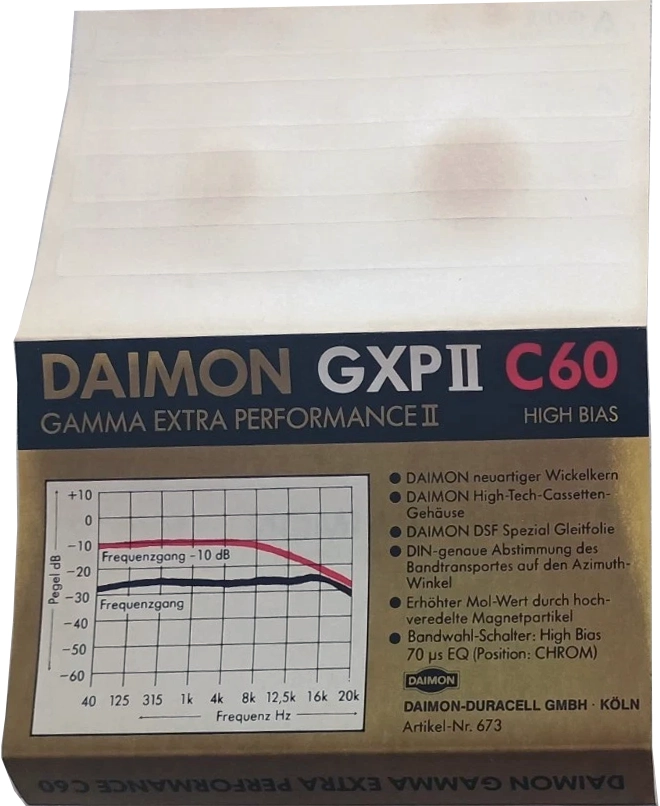 DAIMON GXPII C60
GAMMA EXTRA PERFORMANCE II HIGH BIAS
+10
0
-10
-20
-30
-40
-50
-60
Pegel dB
Frequenzgang -10 dB
Frequenzgang
40 125 315 1k 4k 8k 12,5k 16k 20k
Frequenz Hz
● DAIMON neuartiger Wickelkern
● DAIMON High-Tech-Cassetten-
Gehäuse
● DAIMON DSF Spezial Gleitfolie
● DIN-genaue Abstimmung des
Bandtransportes auf den Azimuth-
Winkel
● Erhöhter Mol-Wert durch hoch-
veredelte Magnetpartikel
● Bandwahl-Schalter: High Bias
70 µs EQ (Position: CHROM)
DAIMON
DAIMON-DURACELL GMBH · KÖLN
Artikel-Nr. 673
DAIMON GAMMA EXTRA PERFORMANCE C60